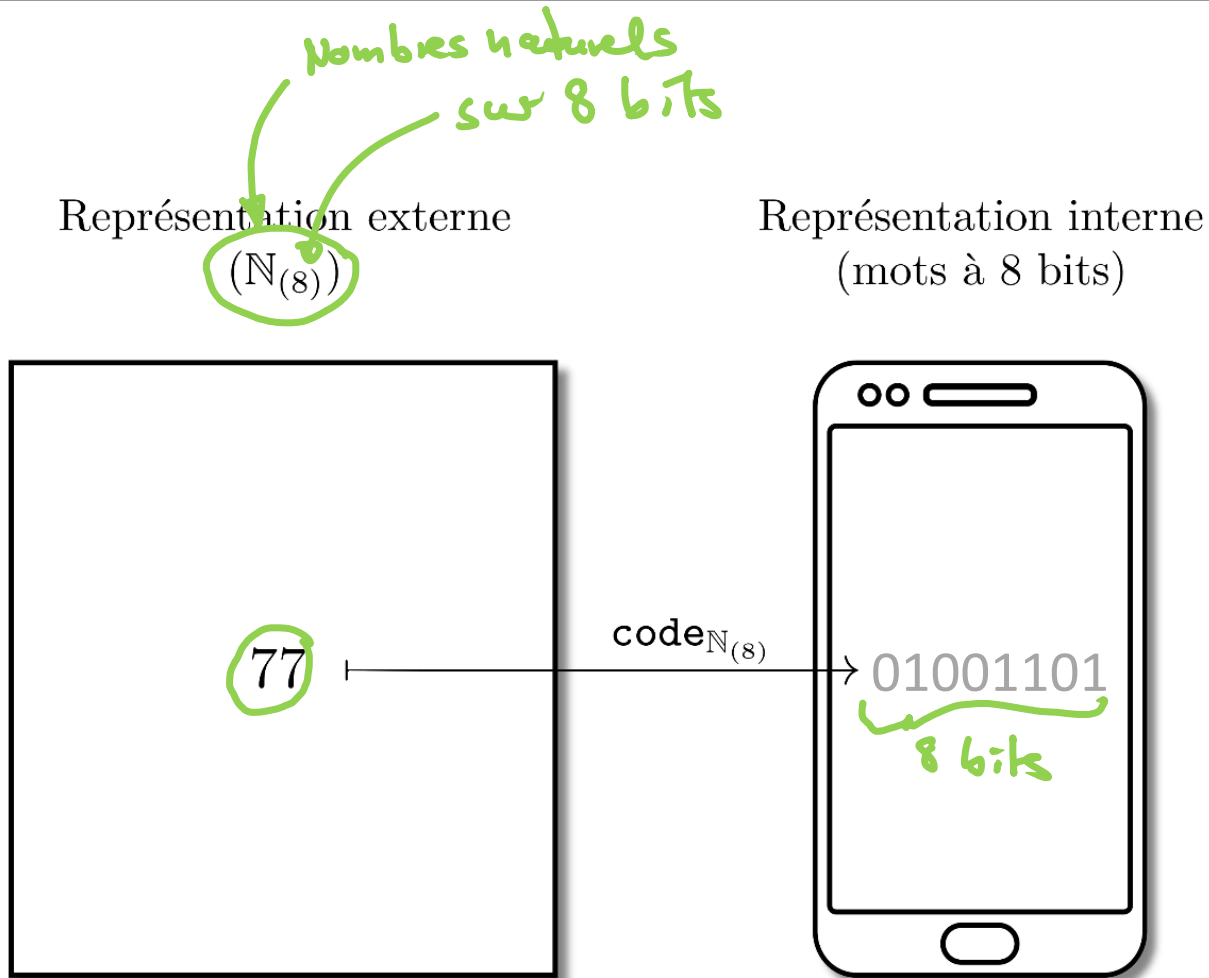 Nombres naturels
sur 8 bits
Représentation externe
(ℕ(8))
Représentation interne
(mots à 8 bits)
77
codeℕ(8)
01001101
8 bits